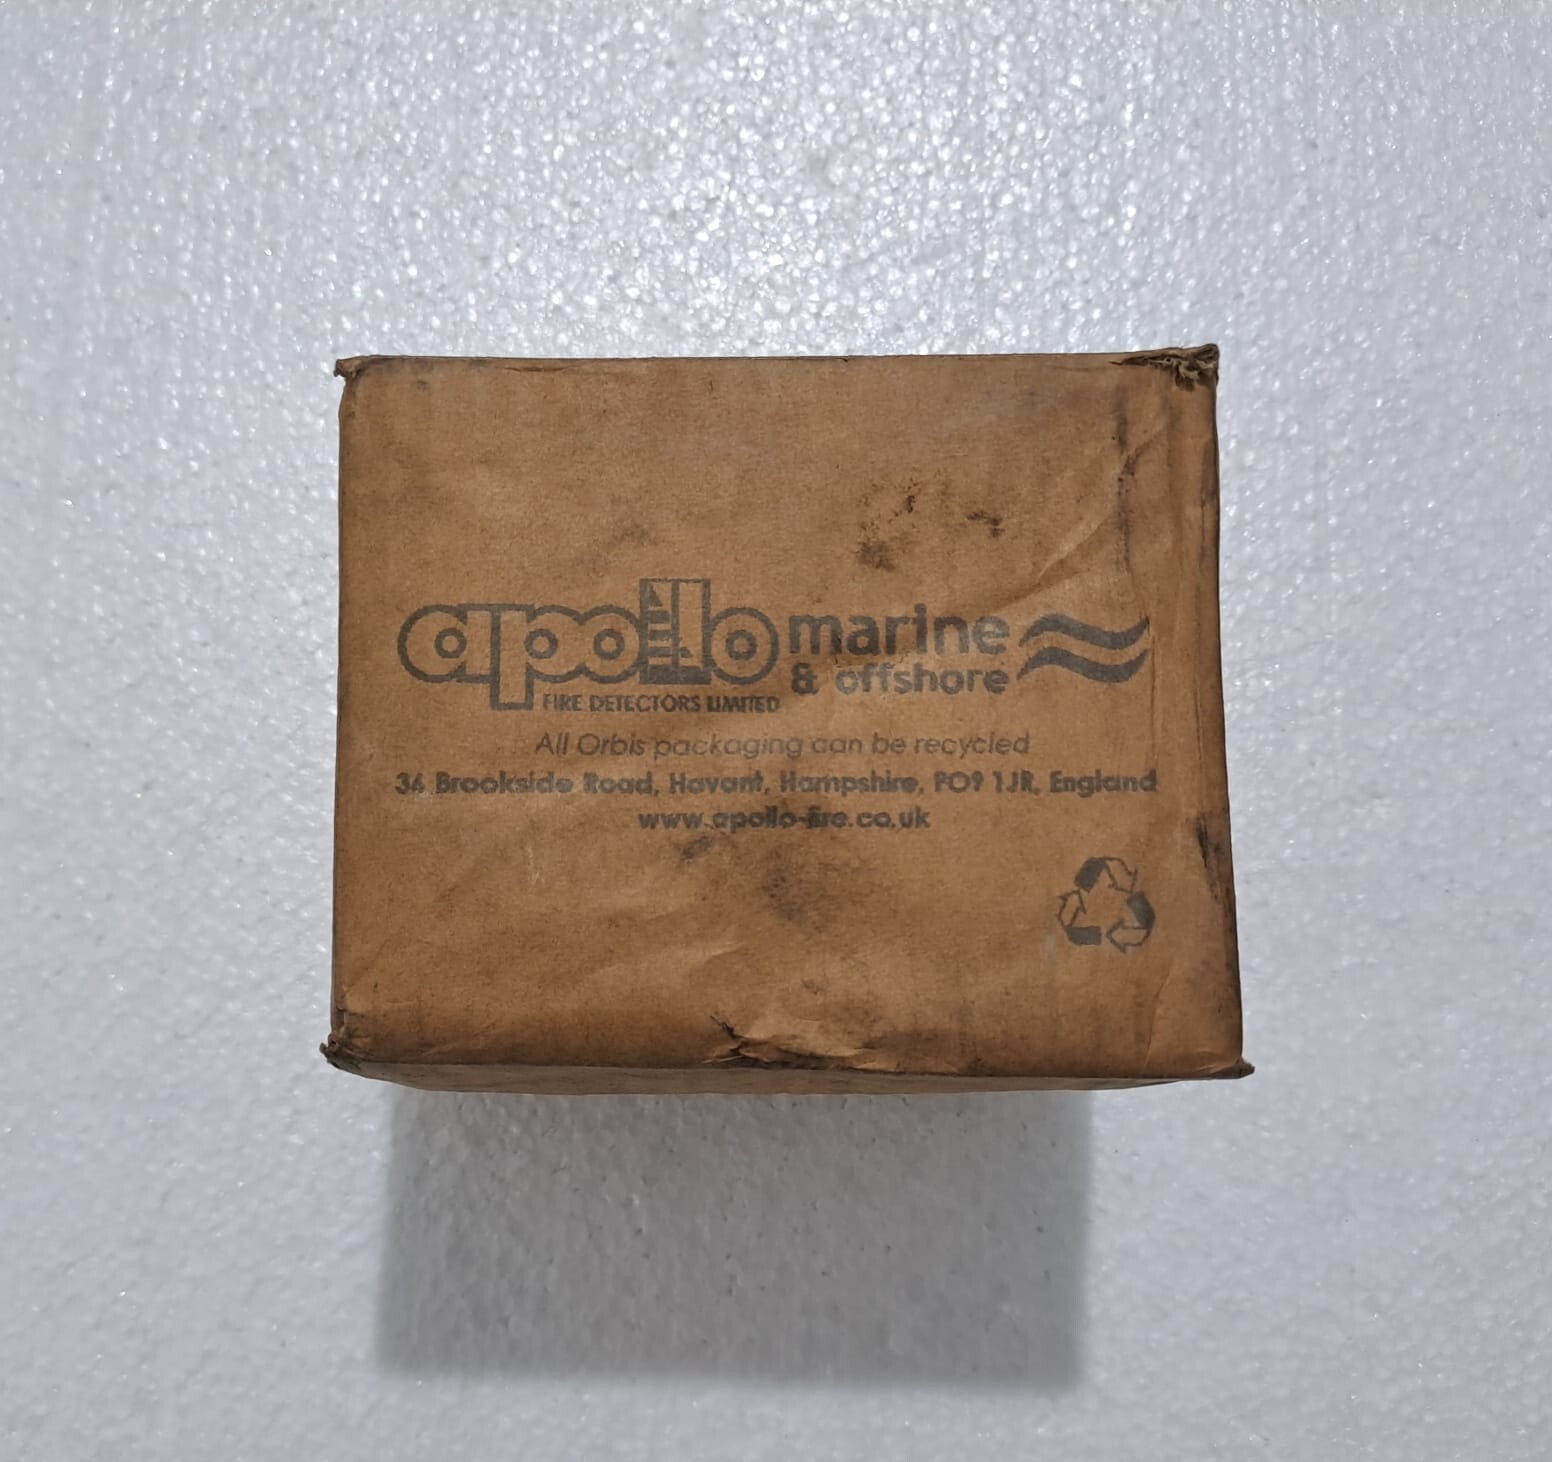 apollo marine
& offshore
FIRE DETECTORS LIMITED
All Orbis packaging can be recycled
36 Brookside Road, Havant, Hampshire, PO9 1JR, England
www.apollo-fire.co.uk